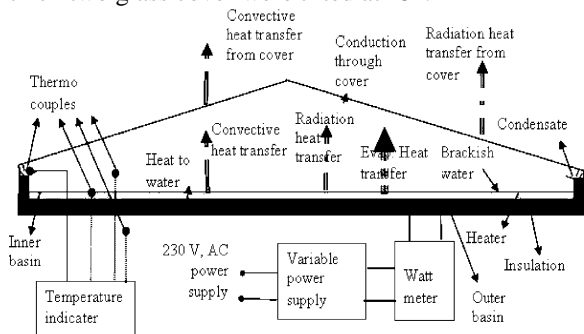 Convective
heat transfer
from cover
Conduction
through
cover
Radiation heat
transfer from
cover
Thermo
couples
Convective
heat transfer
Radiation
heat
transfer
Heat
transfer
Condensate
Heat to
water
Brackish
water
Inner
basin
230 V, AC
power
supply
Variable
power
supply
Watt
meter
Heater
Insulation
Outer
basin
Temperature
indicater